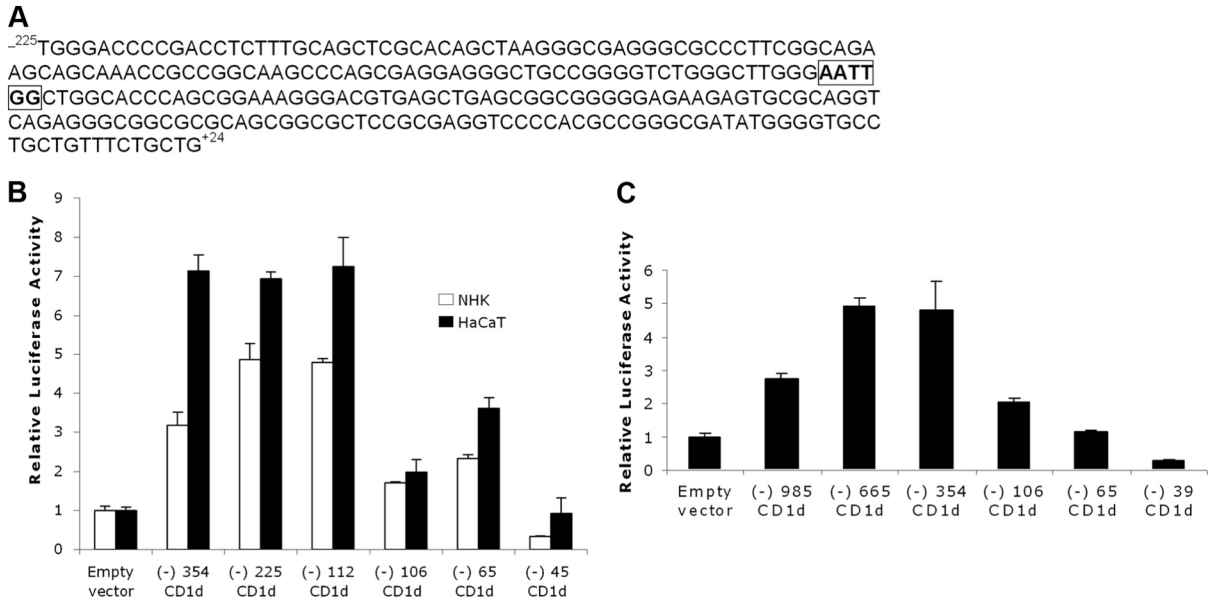 A
–225TGGGACCCCGACCTCTTTGCAGCTCGCACAGCTAAGGGCGAGGGCGCCCTTCGGCAGA
AGCAGCAAACCGCCGGCAAGCCCAGCGAGGAGGGCTGCCGGGGTCTGGGCTTGGGAATT
GGCTGGCACCCAGCGGAAAGGGACGTGAGCTGAGCGGCGGGGGAGAAGAGTGCGCAGGT
CAGAGGGCGGCGCGCAGCGGCGCTCCGCGAGGTCCCCACGCCGGGCGATATGGGGTGCC
TGCTGTTTCTGCTG+24
B
Relative Luciferase Activity
9
8
7
6
5
4
3
2
1
0
NHK
HaCaT
Empty vector
(-) 354 CD1d
(-) 225 CD1d
(-) 112 CD1d
(-) 106 CD1d
(-) 65 CD1d
(-) 45 CD1d
C
Relative Luciferase Activity
6
5
4
3
2
1
0
Empty vector
(-) 985 CD1d
(-) 665 CD1d
(-) 354 CD1d
(-) 106 CD1d
(-) 65 CD1d
(-) 39 CD1d